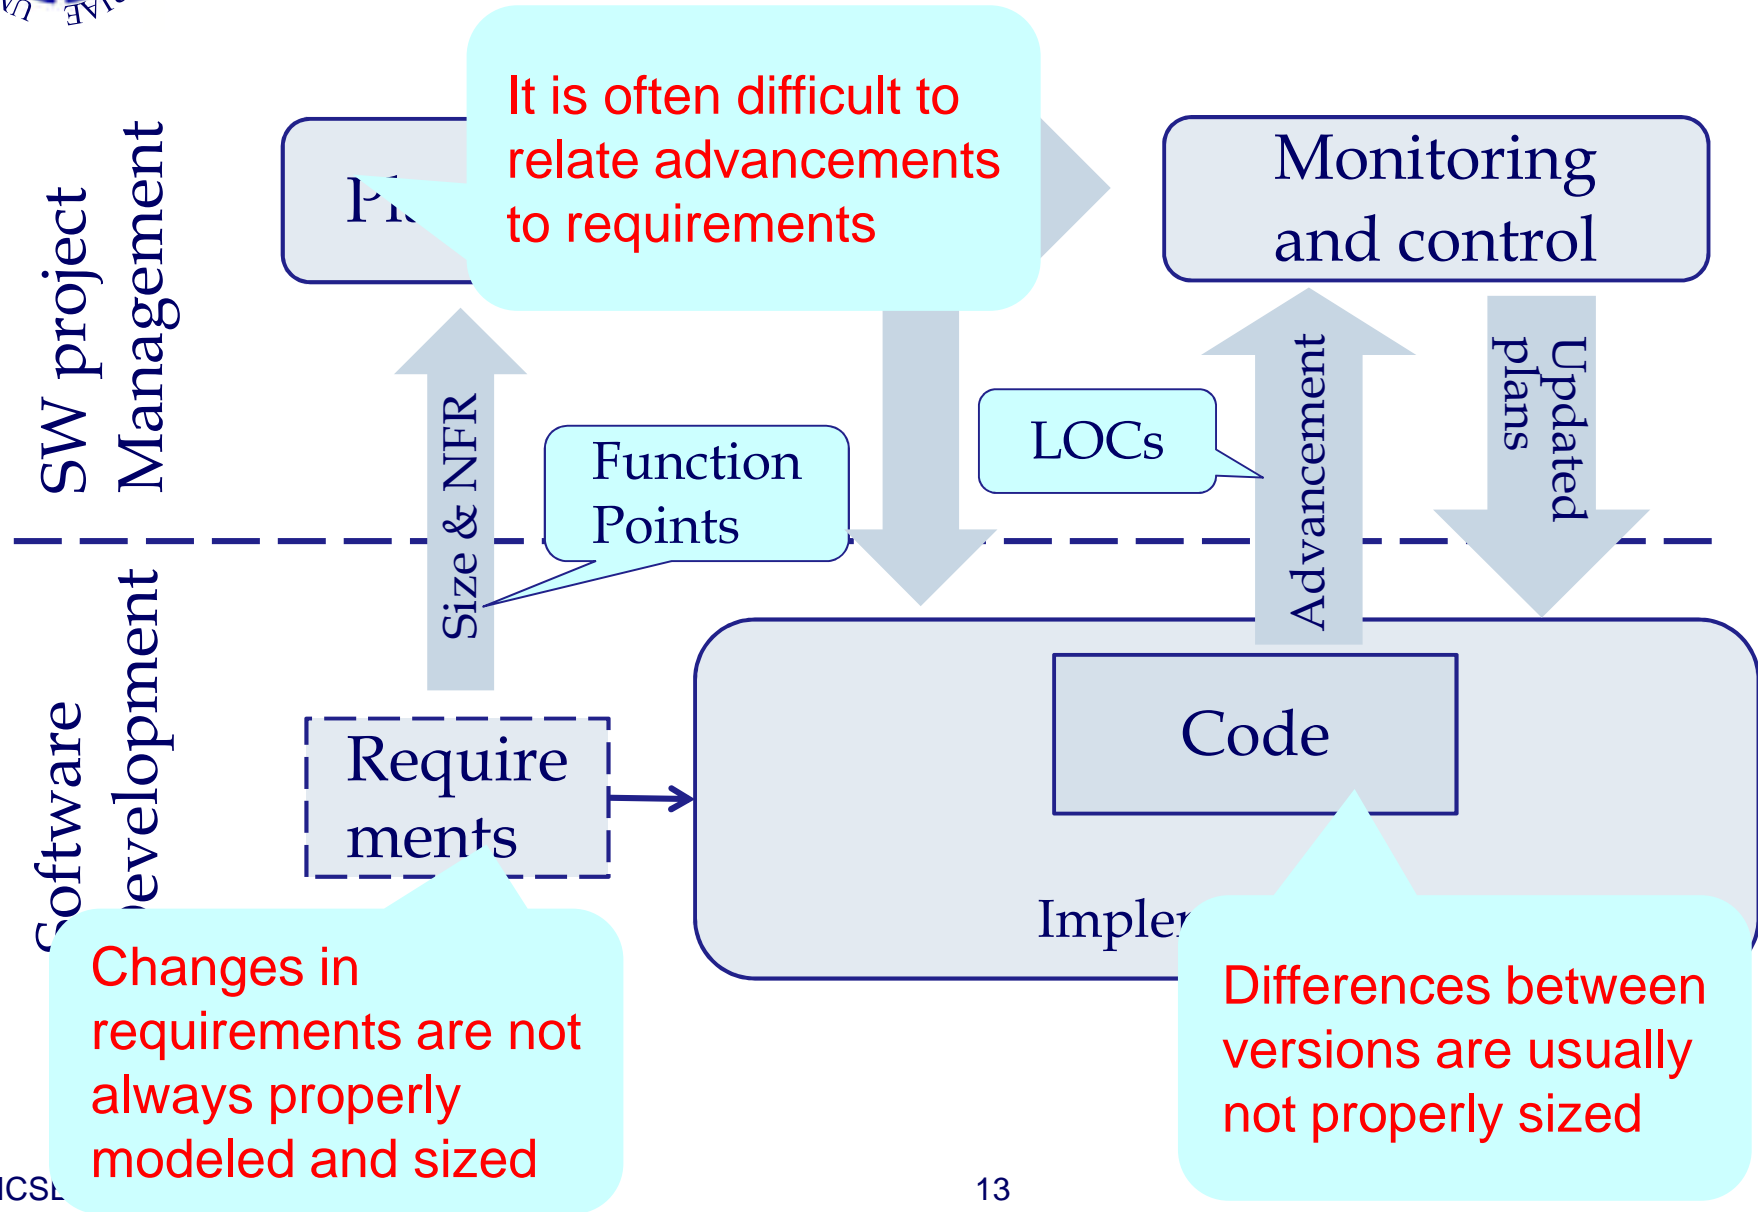 It is often difficult to
relate advancements
to requirements
Monitoring
and control
SW project
Management
Size & NFR
Function
Points
LOCs
Advancement
Updated
plans
Software
Development
Require
ments
Code
Changes in
requirements are not
always properly
modeled and sized
Differences between
versions are usually
not properly sized
13